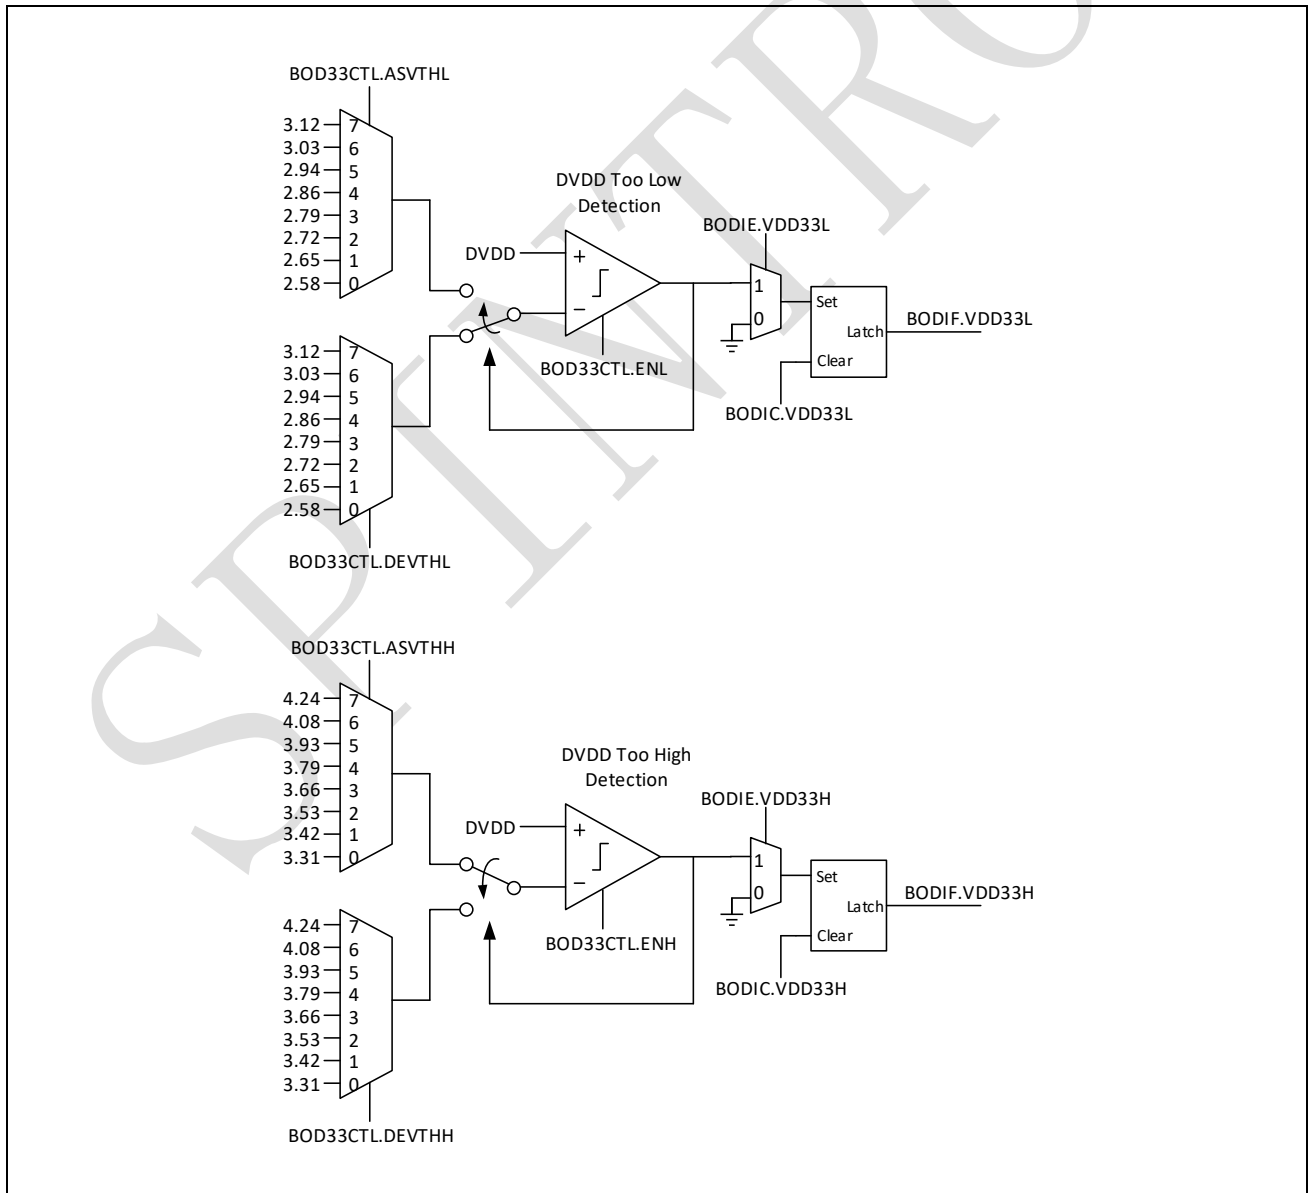 BOD33CTL.ASVTHL
3.12 7
3.03 6
2.94 5
2.86 4
2.79 3
2.72 2
2.65 1
2.58 0
DVDD Too Low
Detection
DVDD
+
−
BOD33CTL.ENL
BODIE.VDD33L
1
0
Set
Latch
Clear
BODIF.VDD33L
BODIC.VDD33L
3.12 7
3.03 6
2.94 5
2.86 4
2.79 3
2.72 2
2.65 1
2.58 0
BOD33CTL.DEVTHL
BOD33CTL.ASVTHH
4.24 7
4.08 6
3.93 5
3.79 4
3.66 3
3.53 2
3.42 1
3.31 0
DVDD Too High
Detection
DVDD
+
−
BOD33CTL.ENH
BODIE.VDD33H
1
0
Set
Latch
Clear
BODIF.VDD33H
BODIC.VDD33H
4.24 7
4.08 6
3.93 5
3.79 4
3.66 3
3.53 2
3.42 1
3.31 0
BOD33CTL.DEVTHH
SPINTRO